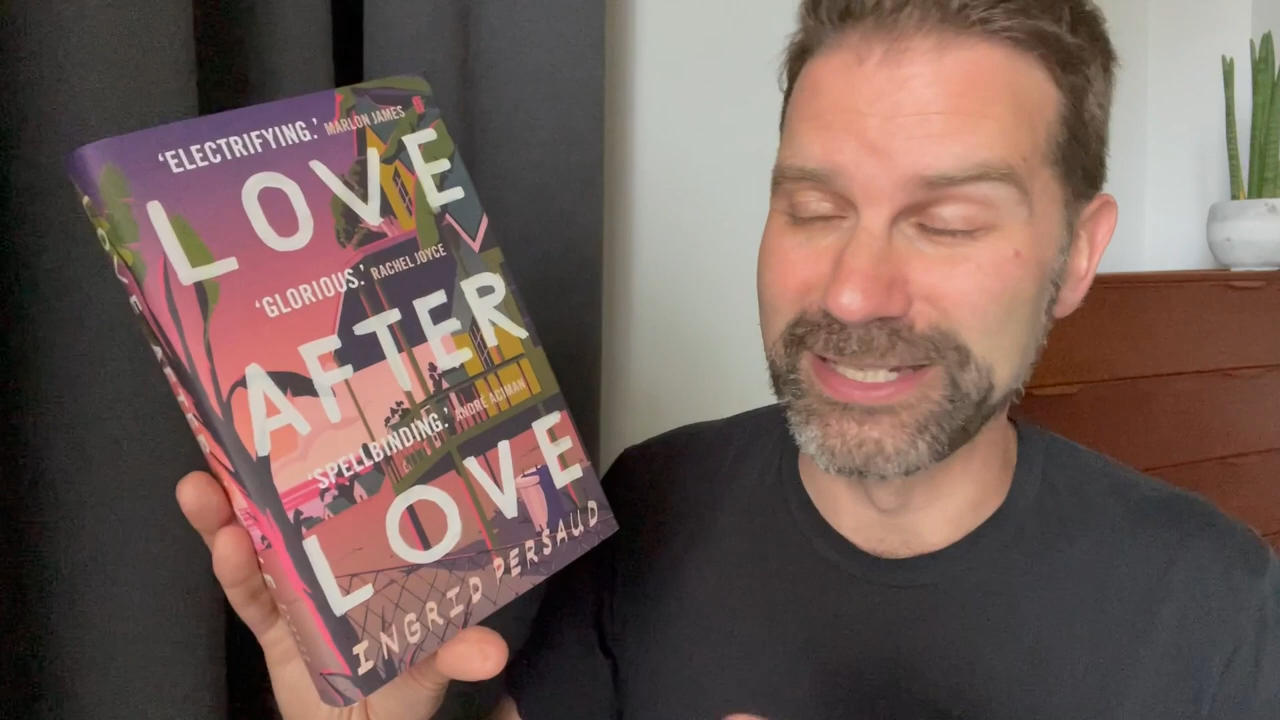 ‘ELECTRIFYING.’ MARLON JAMES
LOVE
‘GLORIOUS.’ RACHEL JOYCE
AFTER
‘SPELLBINDING.’ ANDRÉ ACIMAN
LOVE
INGRID PERSAUD